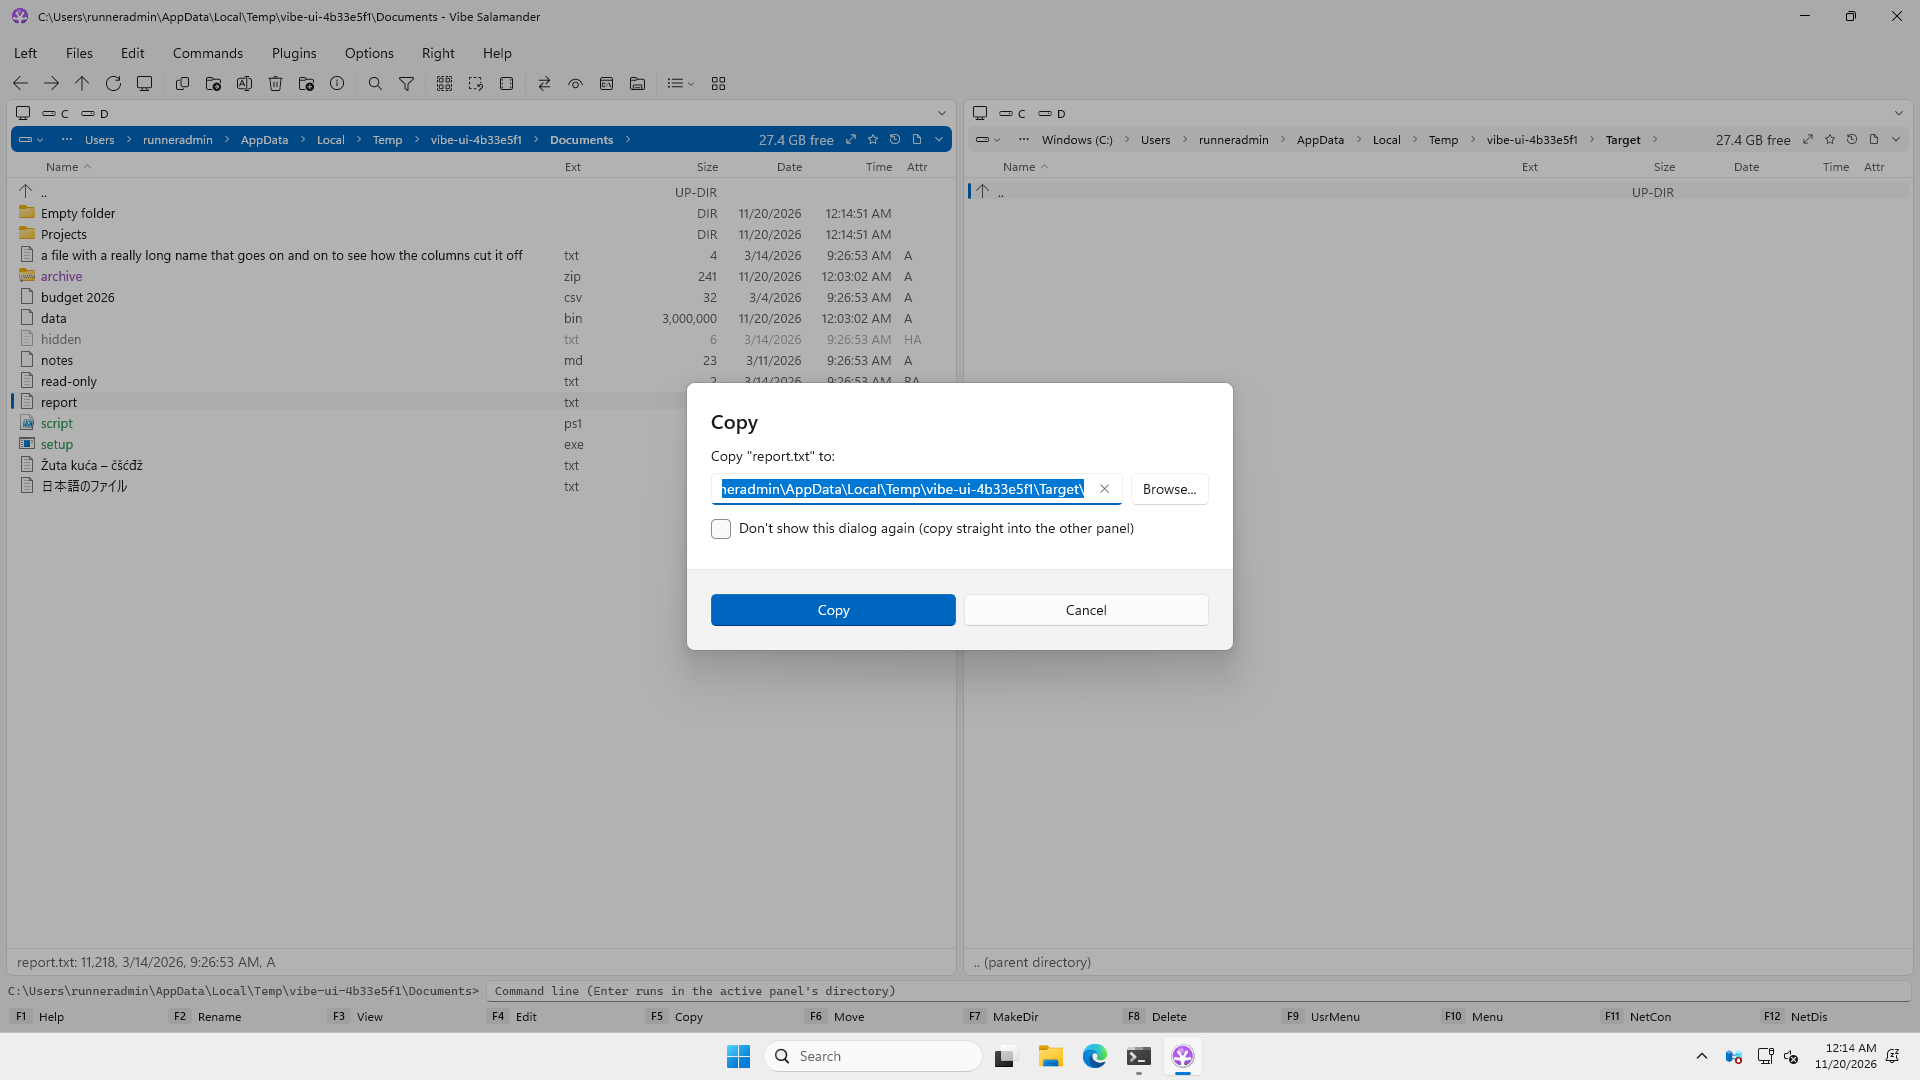 C:\Users\runneradmin\AppData\Local\Temp\vibe-ui-4b33e5f1\Documents - Vibe Salamander
Left Files Edit Commands Plugins Options Right Help
C D
Users runneradmin AppData Local Temp vibe-ui-4b33e5f1 Documents 27.4 GB free
Name Ext Size Date Time Attr
.. UP-DIR
Empty folder DIR 11/20/2026 12:14:51 AM
Projects DIR 11/20/2026 12:14:51 AM
a file with a really long name that goes on and on to see how the columns cut it off txt 4 3/14/2026 9:26:53 AM A
archive zip 241 11/20/2026 12:03:02 AM A
budget 2026 csv 32 3/4/2026 9:26:53 AM A
data bin 3,000,000 11/20/2026 12:03:02 AM A
hidden txt 6 3/14/2026 9:26:53 AM HA
notes md 23 3/11/2026 9:26:53 AM A
read-only txt 2 3/14/2026 9:26:53 AM RA
report txt
script ps1
setup exe
Žuta kuća – čšćđž txt
日本語のファイル txt
report.txt: 11,218, 3/14/2026, 9:26:53 AM, A
C D
Windows (C:) Users runneradmin AppData Local Temp vibe-ui-4b33e5f1 Target 27.4 GB free
Name Ext Size Date Time Attr
.. UP-DIR
.. (parent directory)
Copy
Copy "report.txt" to:
neradmin\AppData\Local\Temp\vibe-ui-4b33e5f1\Target\ Browse...
Don't show this dialog again (copy straight into the other panel)
Copy Cancel
C:\Users\runneradmin\AppData\Local\Temp\vibe-ui-4b33e5f1\Documents> Command line (Enter runs in the active panel's directory)
F1 Help F2 Rename F3 View F4 Edit F5 Copy F6 Move F7 MakeDir F8 Delete F9 UsrMenu F10 Menu F11 NetCon F12 NetDis
Search
12:14 AM
11/20/2026